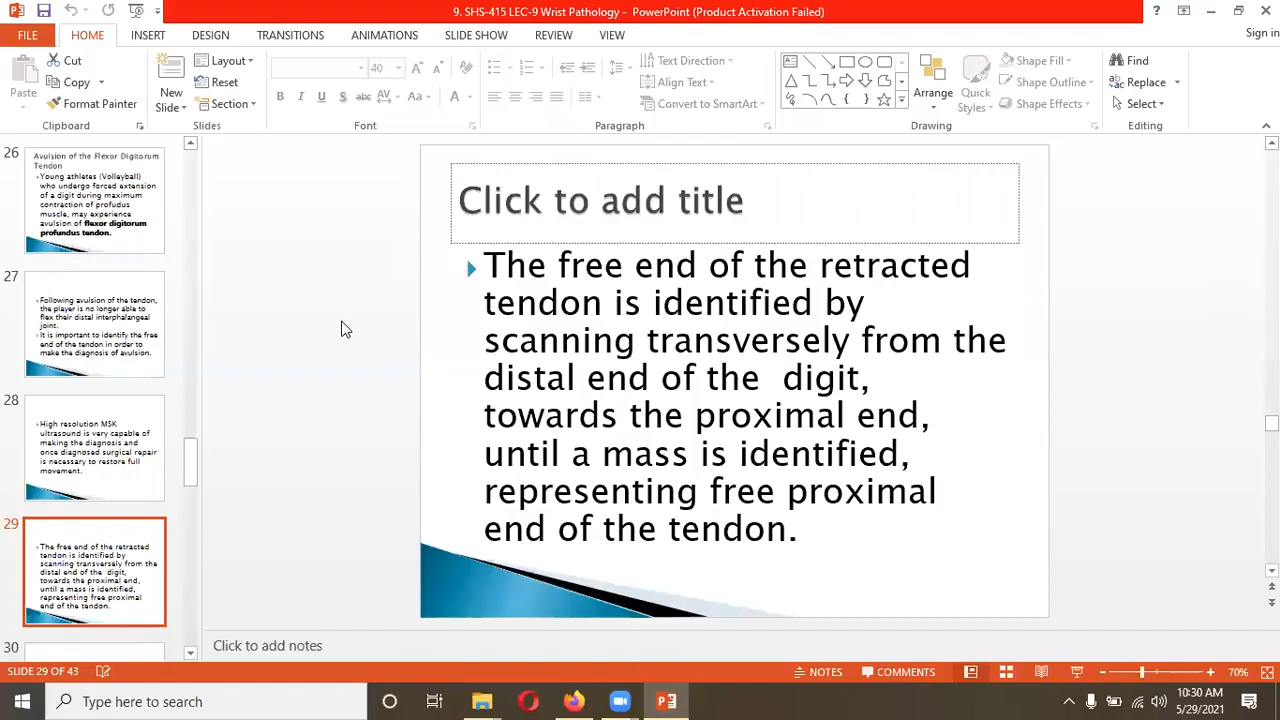 9. SHS-415 LEC-9 Wrist Pathology - PowerPoint (Product Activation Failed)
FILE HOME INSERT DESIGN TRANSITIONS ANIMATIONS SLIDE SHOW REVIEW VIEW Sign in
Paste
Cut
Copy
Format Painter
Clipboard
New Slide
Layout
Reset
Section
Slides
40
B I U S abc AV Aa A
Font
Text Direction
Align Text
Convert to SmartArt
Paragraph
Arrange
Quick Styles
Shape Fill
Shape Outline
Shape Effects
Drawing
Find
Replace
Select
Editing
26
Avulsion of the Flexor Digitorum
Tendon
Young athletes (Volleyball)
who undergo forced extension
of a digit during maximum
contraction of profudus
muscle, may experience
avulsion of flexor digitorum
profundus tendon.
27
Following avulsion of the tendon,
the player is no longer able to
flex their distal interphalangeal
joint.
It is important to identify the free
end of the tendon in order to
make the diagnosis of avulsion.
28
High resolution MSK
ultrasound is very capable of
making the diagnosis and
once diagnosed surgical repair
is necessary to restore full
movement.
29
The free end of the retracted
tendon is identified by
scanning transversely from the
distal end of the digit,
towards the proximal end,
until a mass is identified,
representing free proximal
end of the tendon.
30
Click to add title
The free end of the retracted
tendon is identified by
scanning transversely from the
distal end of the  digit,
towards the proximal end,
until a mass is identified,
representing free proximal
end of the tendon.
Click to add notes
SLIDE 29 OF 43 NOTES COMMENTS 70%
Type here to search
10:30 AM
5/29/2021